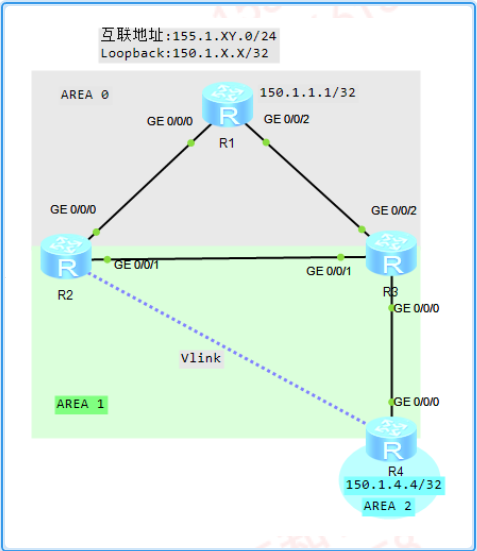 互联地址:155.1.XY.0/24
Loopback:150.1.X.X/32
AREA 0
150.1.1.1/32
GE 0/0/0
GE 0/0/2
R
R1
GE 0/0/0
GE 0/0/2
R
R
GE 0/0/1
GE 0/0/1
R2
R3
GE 0/0/0
Vlink
AREA 1
GE 0/0/0
R
R4
150.1.4.4/32
AREA 2